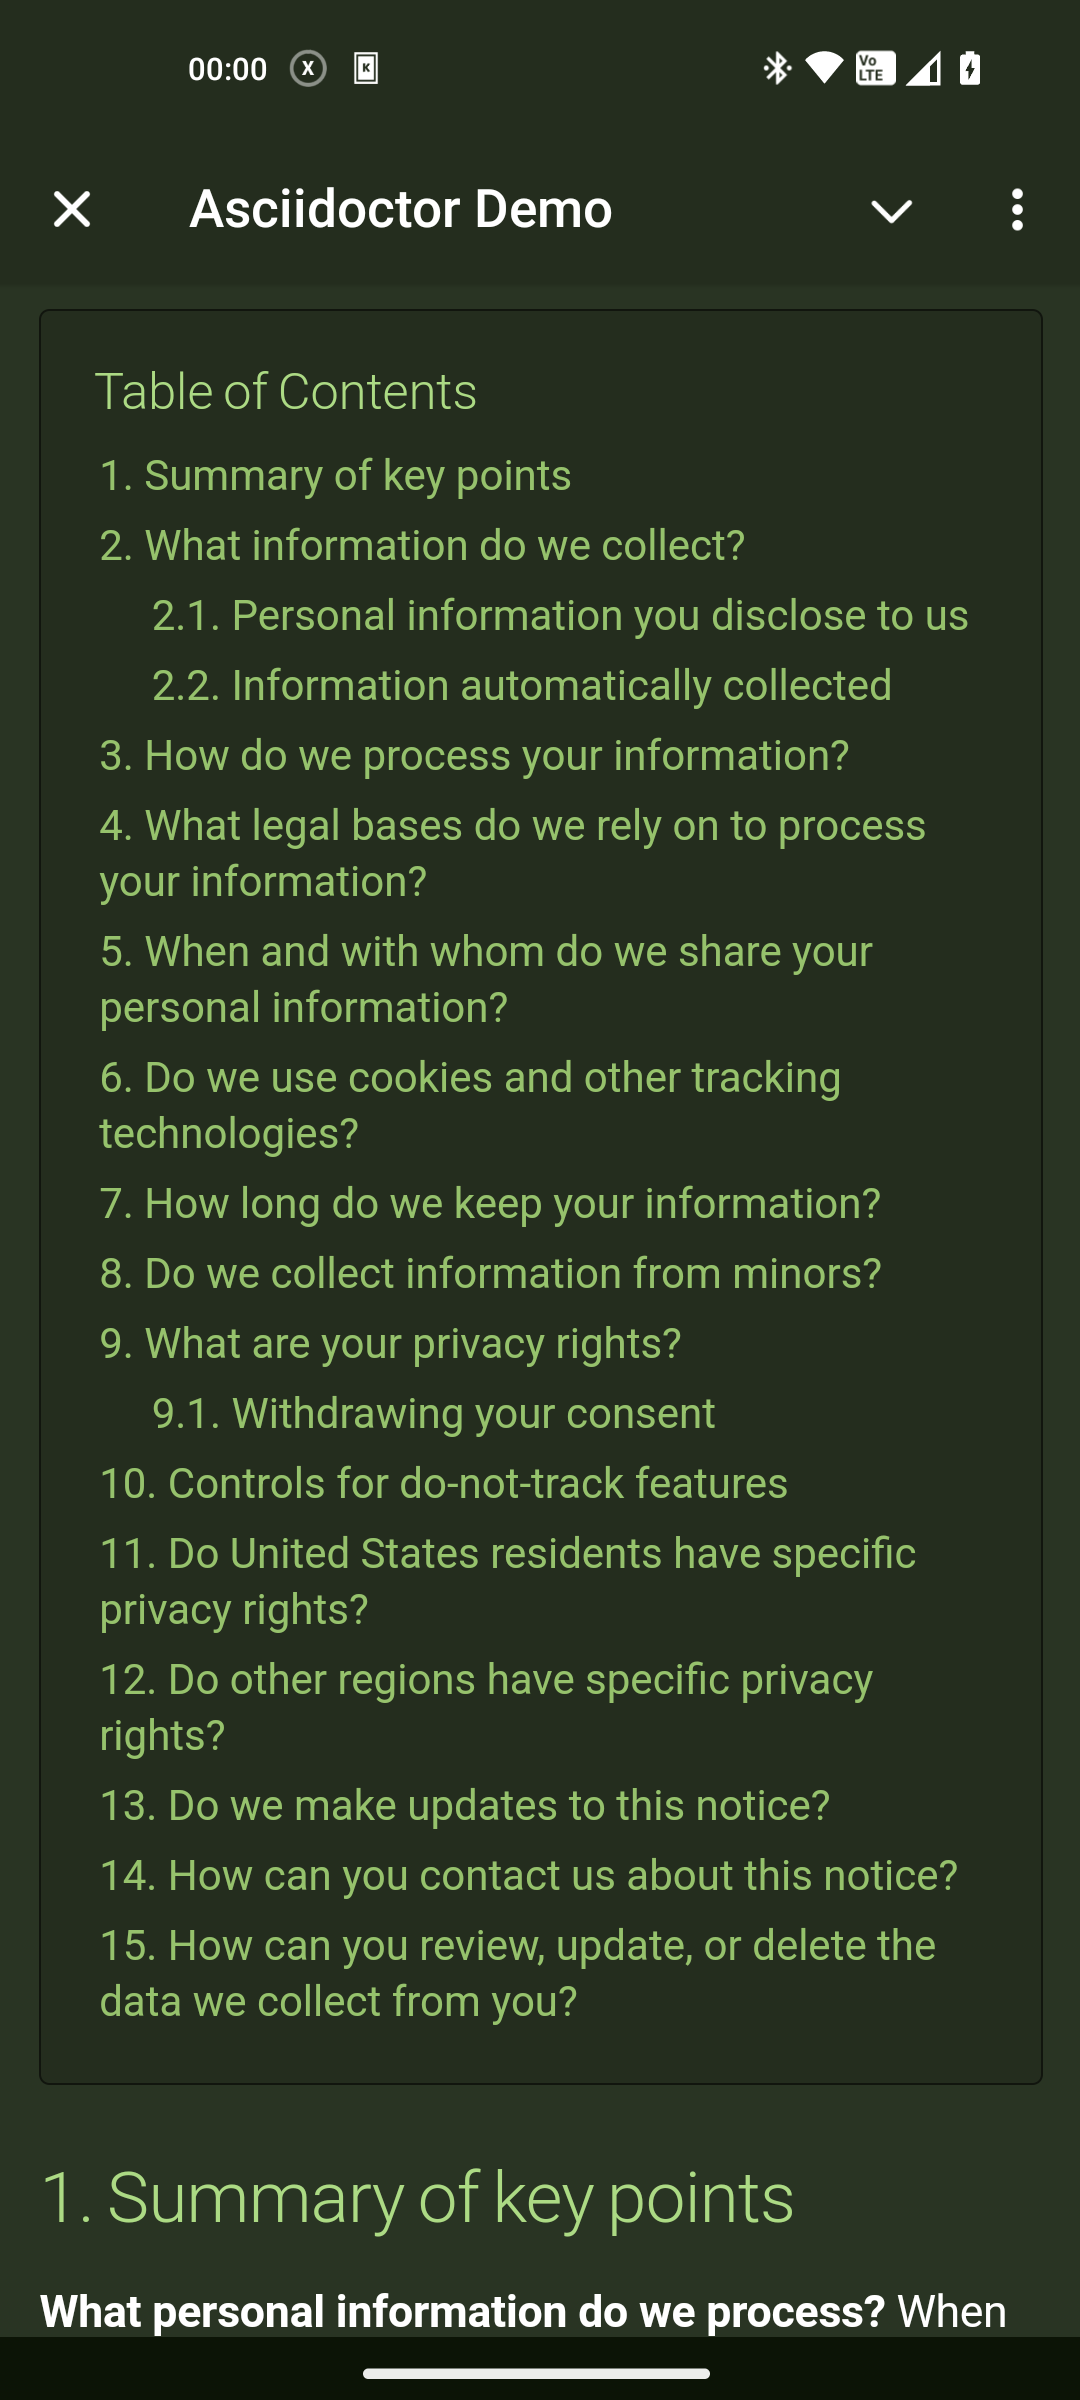 00:00 X K Vo LTE
Asciidoctor Demo
Table of Contents
1. Summary of key points
2. What information do we collect?
2.1. Personal information you disclose to us
2.2. Information automatically collected
3. How do we process your information?
4. What legal bases do we rely on to process
your information?
5. When and with whom do we share your
personal information?
6. Do we use cookies and other tracking
technologies?
7. How long do we keep your information?
8. Do we collect information from minors?
9. What are your privacy rights?
9.1. Withdrawing your consent
10. Controls for do-not-track features
11. Do United States residents have specific
privacy rights?
12. Do other regions have specific privacy
rights?
13. Do we make updates to this notice?
14. How can you contact us about this notice?
15. How can you review, update, or delete the
data we collect from you?
1. Summary of key points
What personal information do we process? When